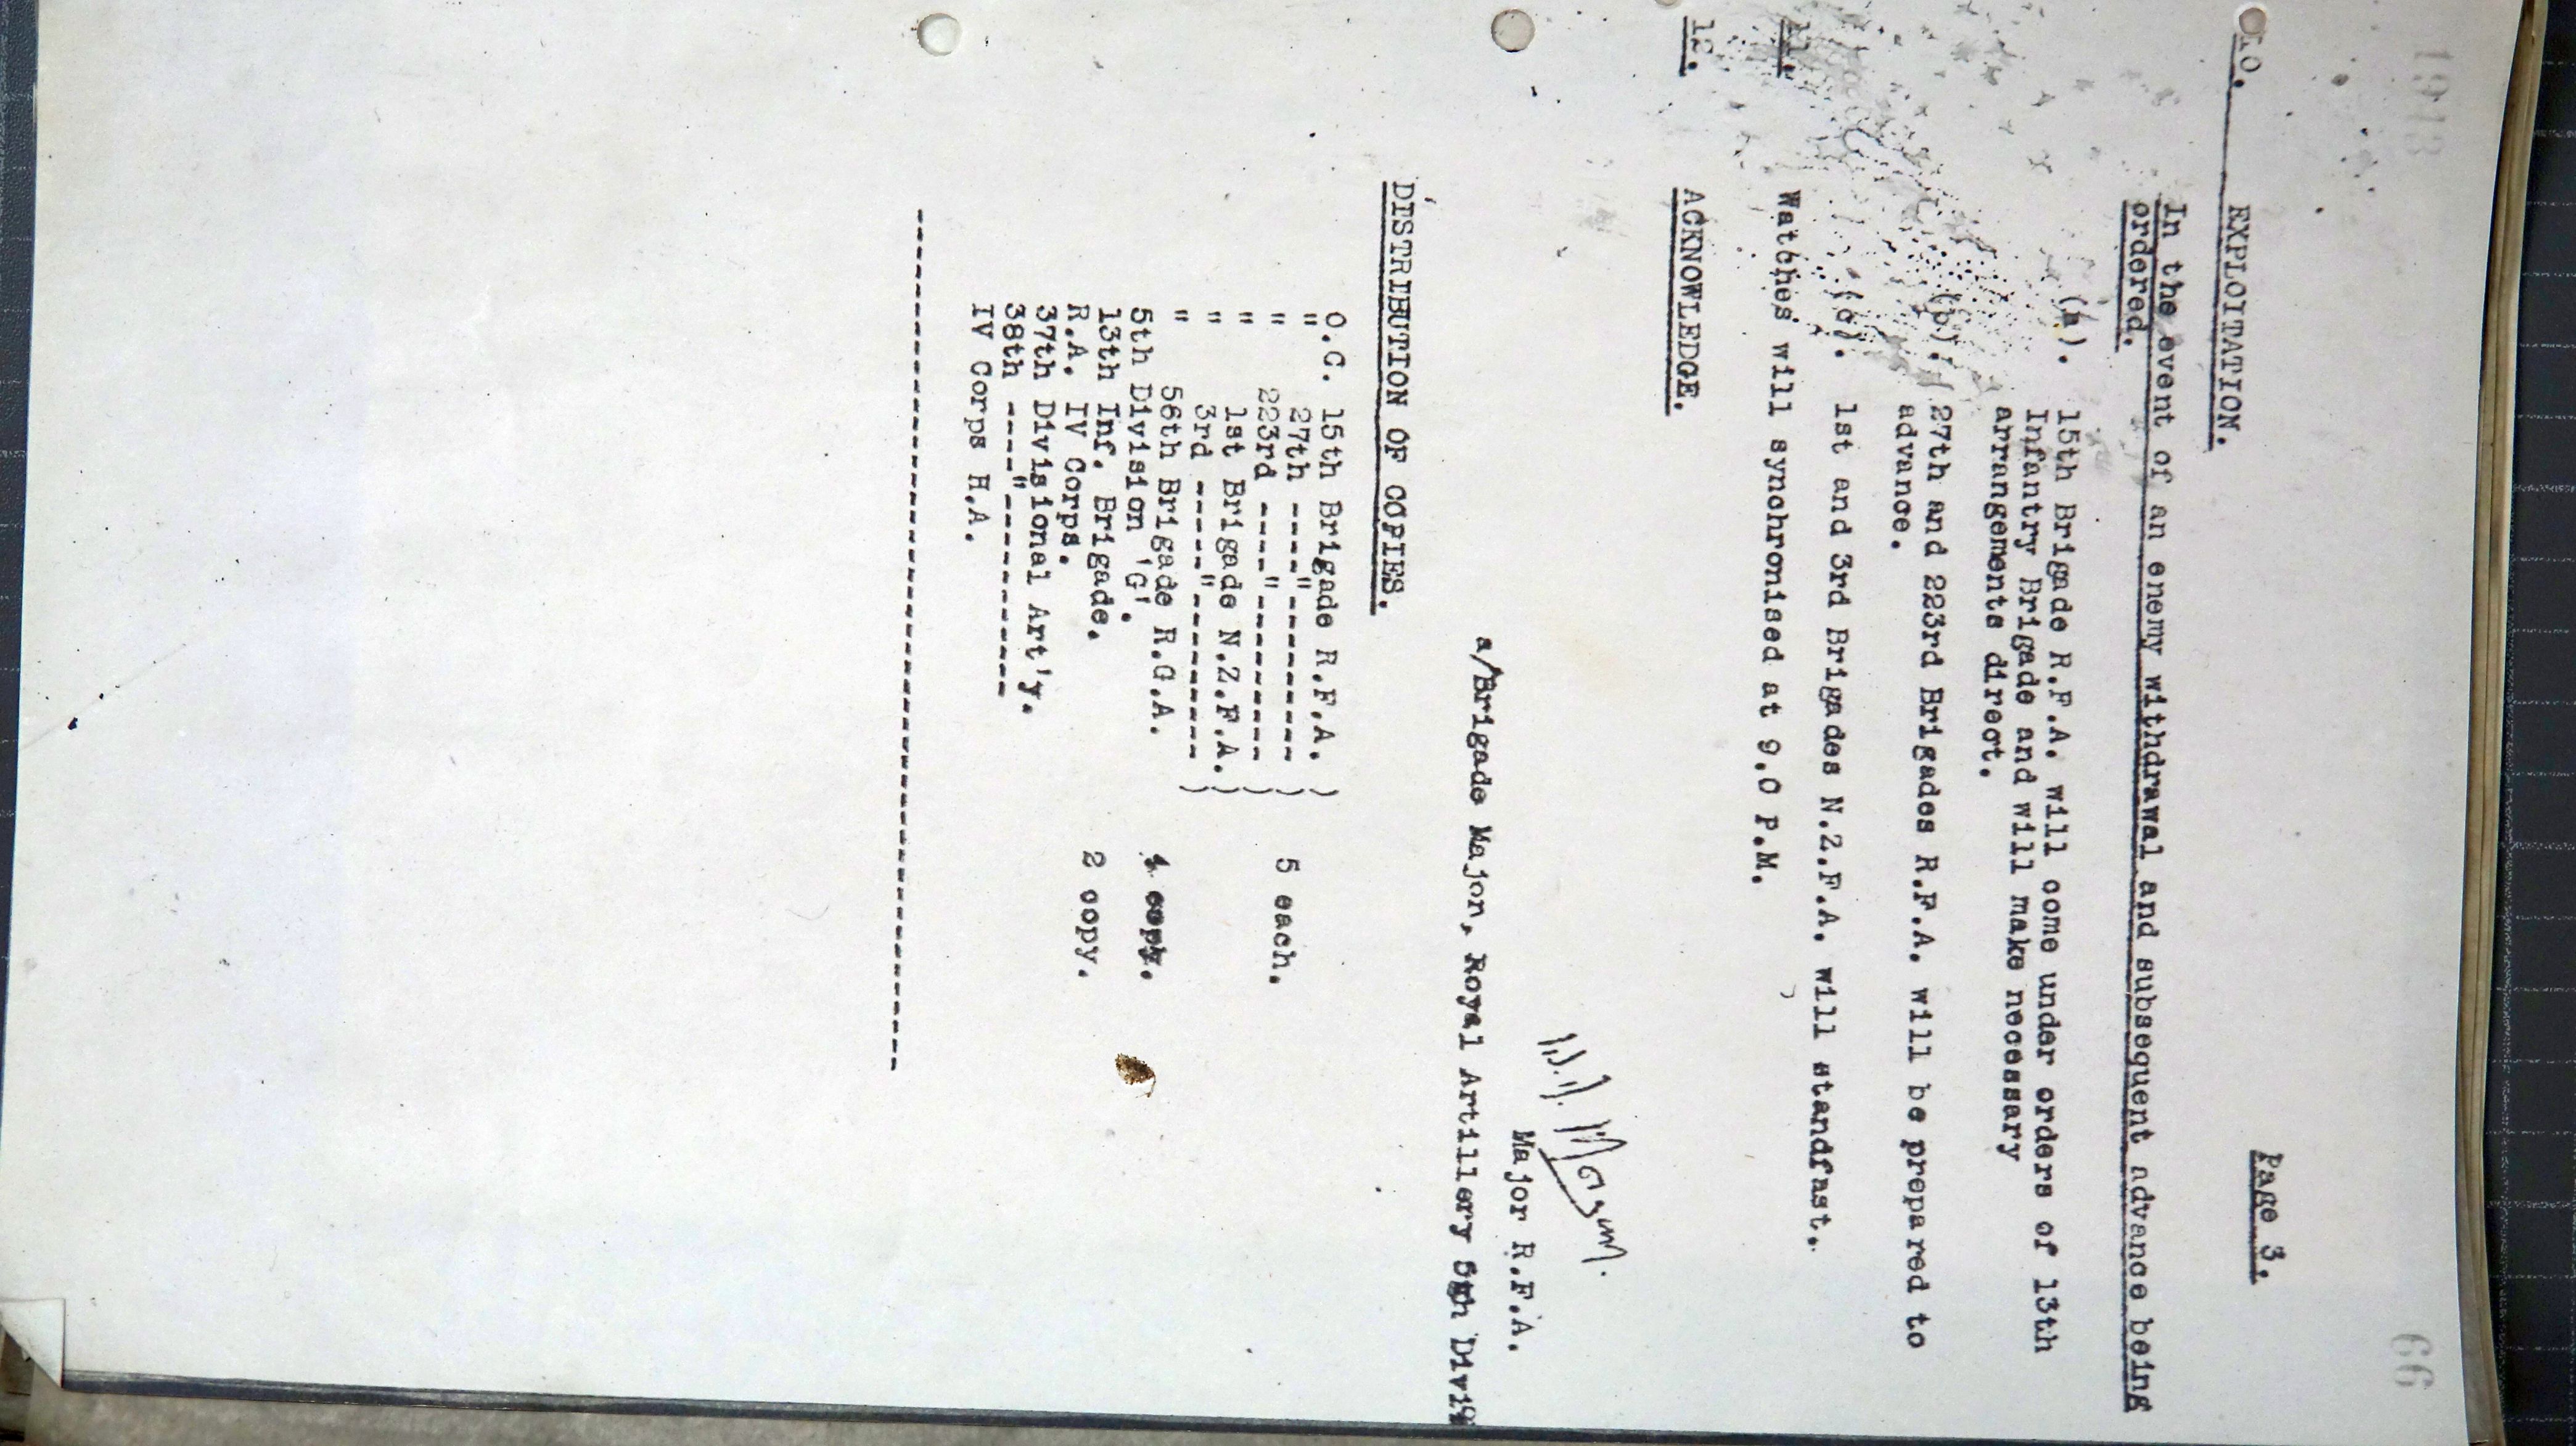 Page 3.
10. EXPLOITATION.
In the event of an enemy withdrawal and subsequent advance being
ordered.
(a). 15th Brigade R.F.A. will come under orders of 13th
Infantry Brigade and will make necessary
arrangements direct.
(b). 27th and 223rd Brigades R.F.A. will be prepared to
advance.
(c). 1st and 3rd Brigades N.Z.F.A. will standfast.
11. Watches will synchronised at 9.0 P.M.
12. ACKNOWLEDGE.
Major R.F.A.
a/Brigade Major, Royal Artillery 5th
DISTRIBUTION OF COPIES.
O.C. 15th Brigade R.F.A. )
" 27th ----"---------- )
" 223rd ----"---------- ) 5 each.
" 1st Brigade N.Z.F.A. )
" 3rd -----"---------- )
" 56th Brigade R.G.A. )
5th Division 'G'. 1 copy.
13th Inf. Brigade.
R.A. IV Corps. 2 copy.
37th Divisional Art'y.
38th ----"------------
IV Corps H.A.
66